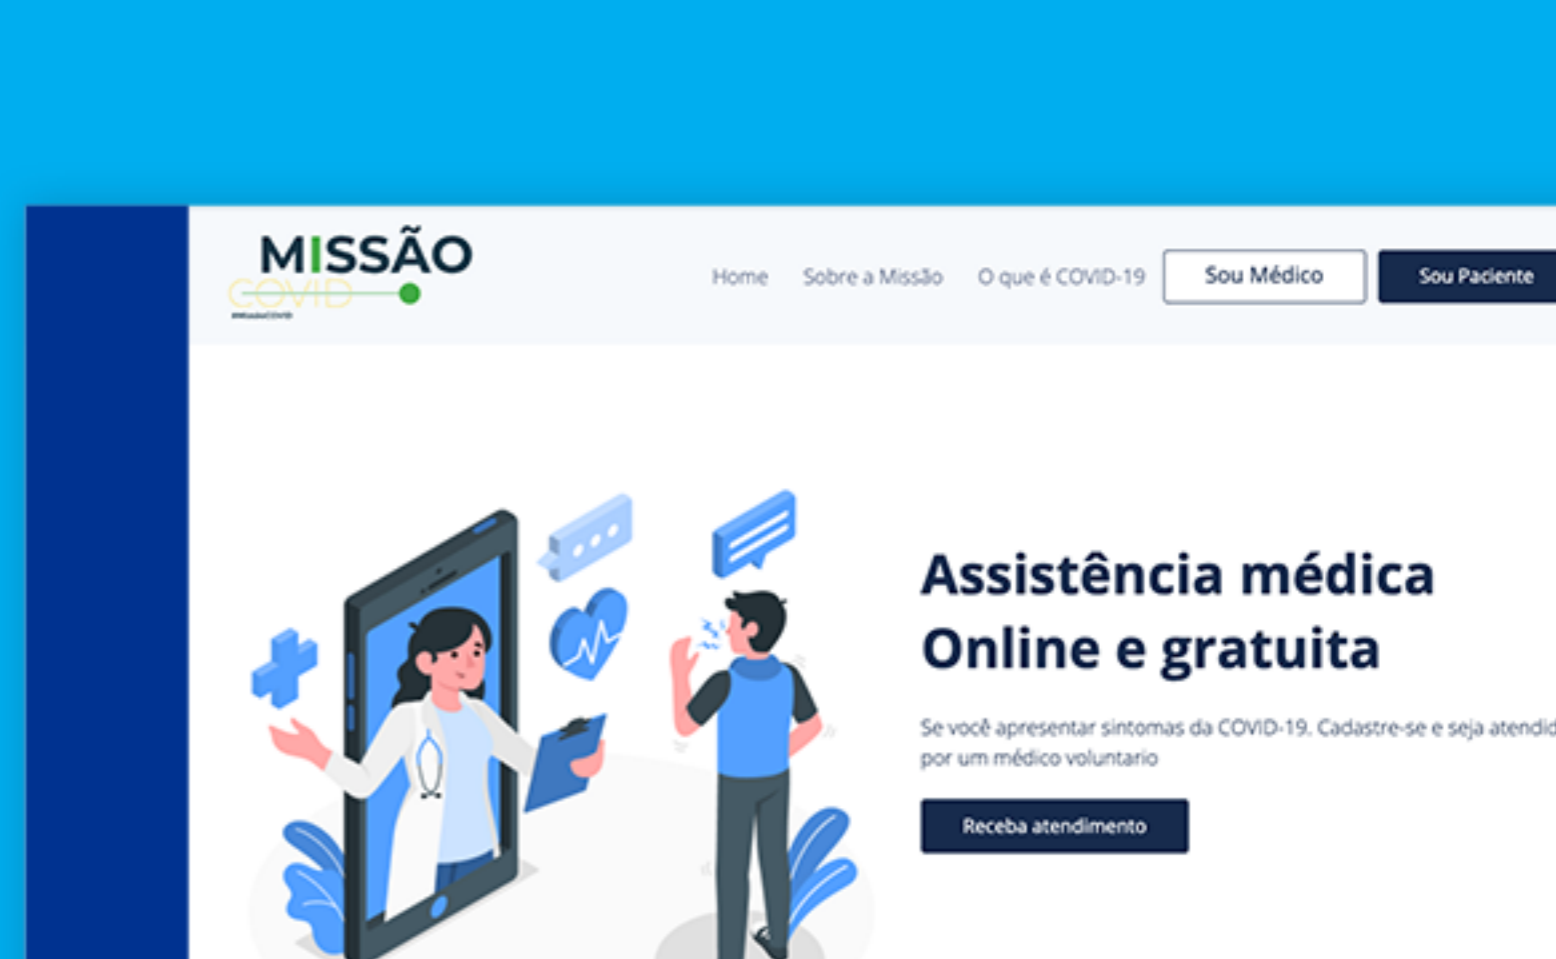 MISSÃO
COVID
Home Sobre a Missão O que é COVID-19 Sou Médico Sou Paciente
Assistência médica
Online e gratuita
Se você apresentar sintomas da COVID-19. Cadastre-se e seja atendid
por um médico voluntario
Receba atendimento